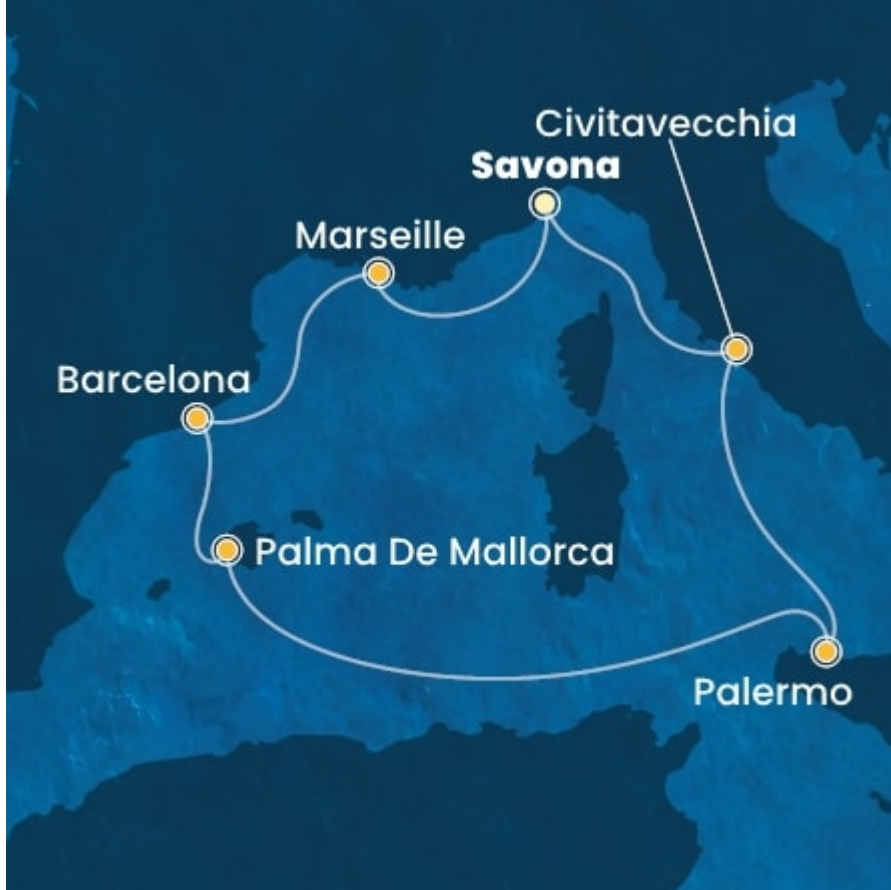 Civitavecchia
Savona
Marseille
Barcelona
Palma De Mallorca
Palermo